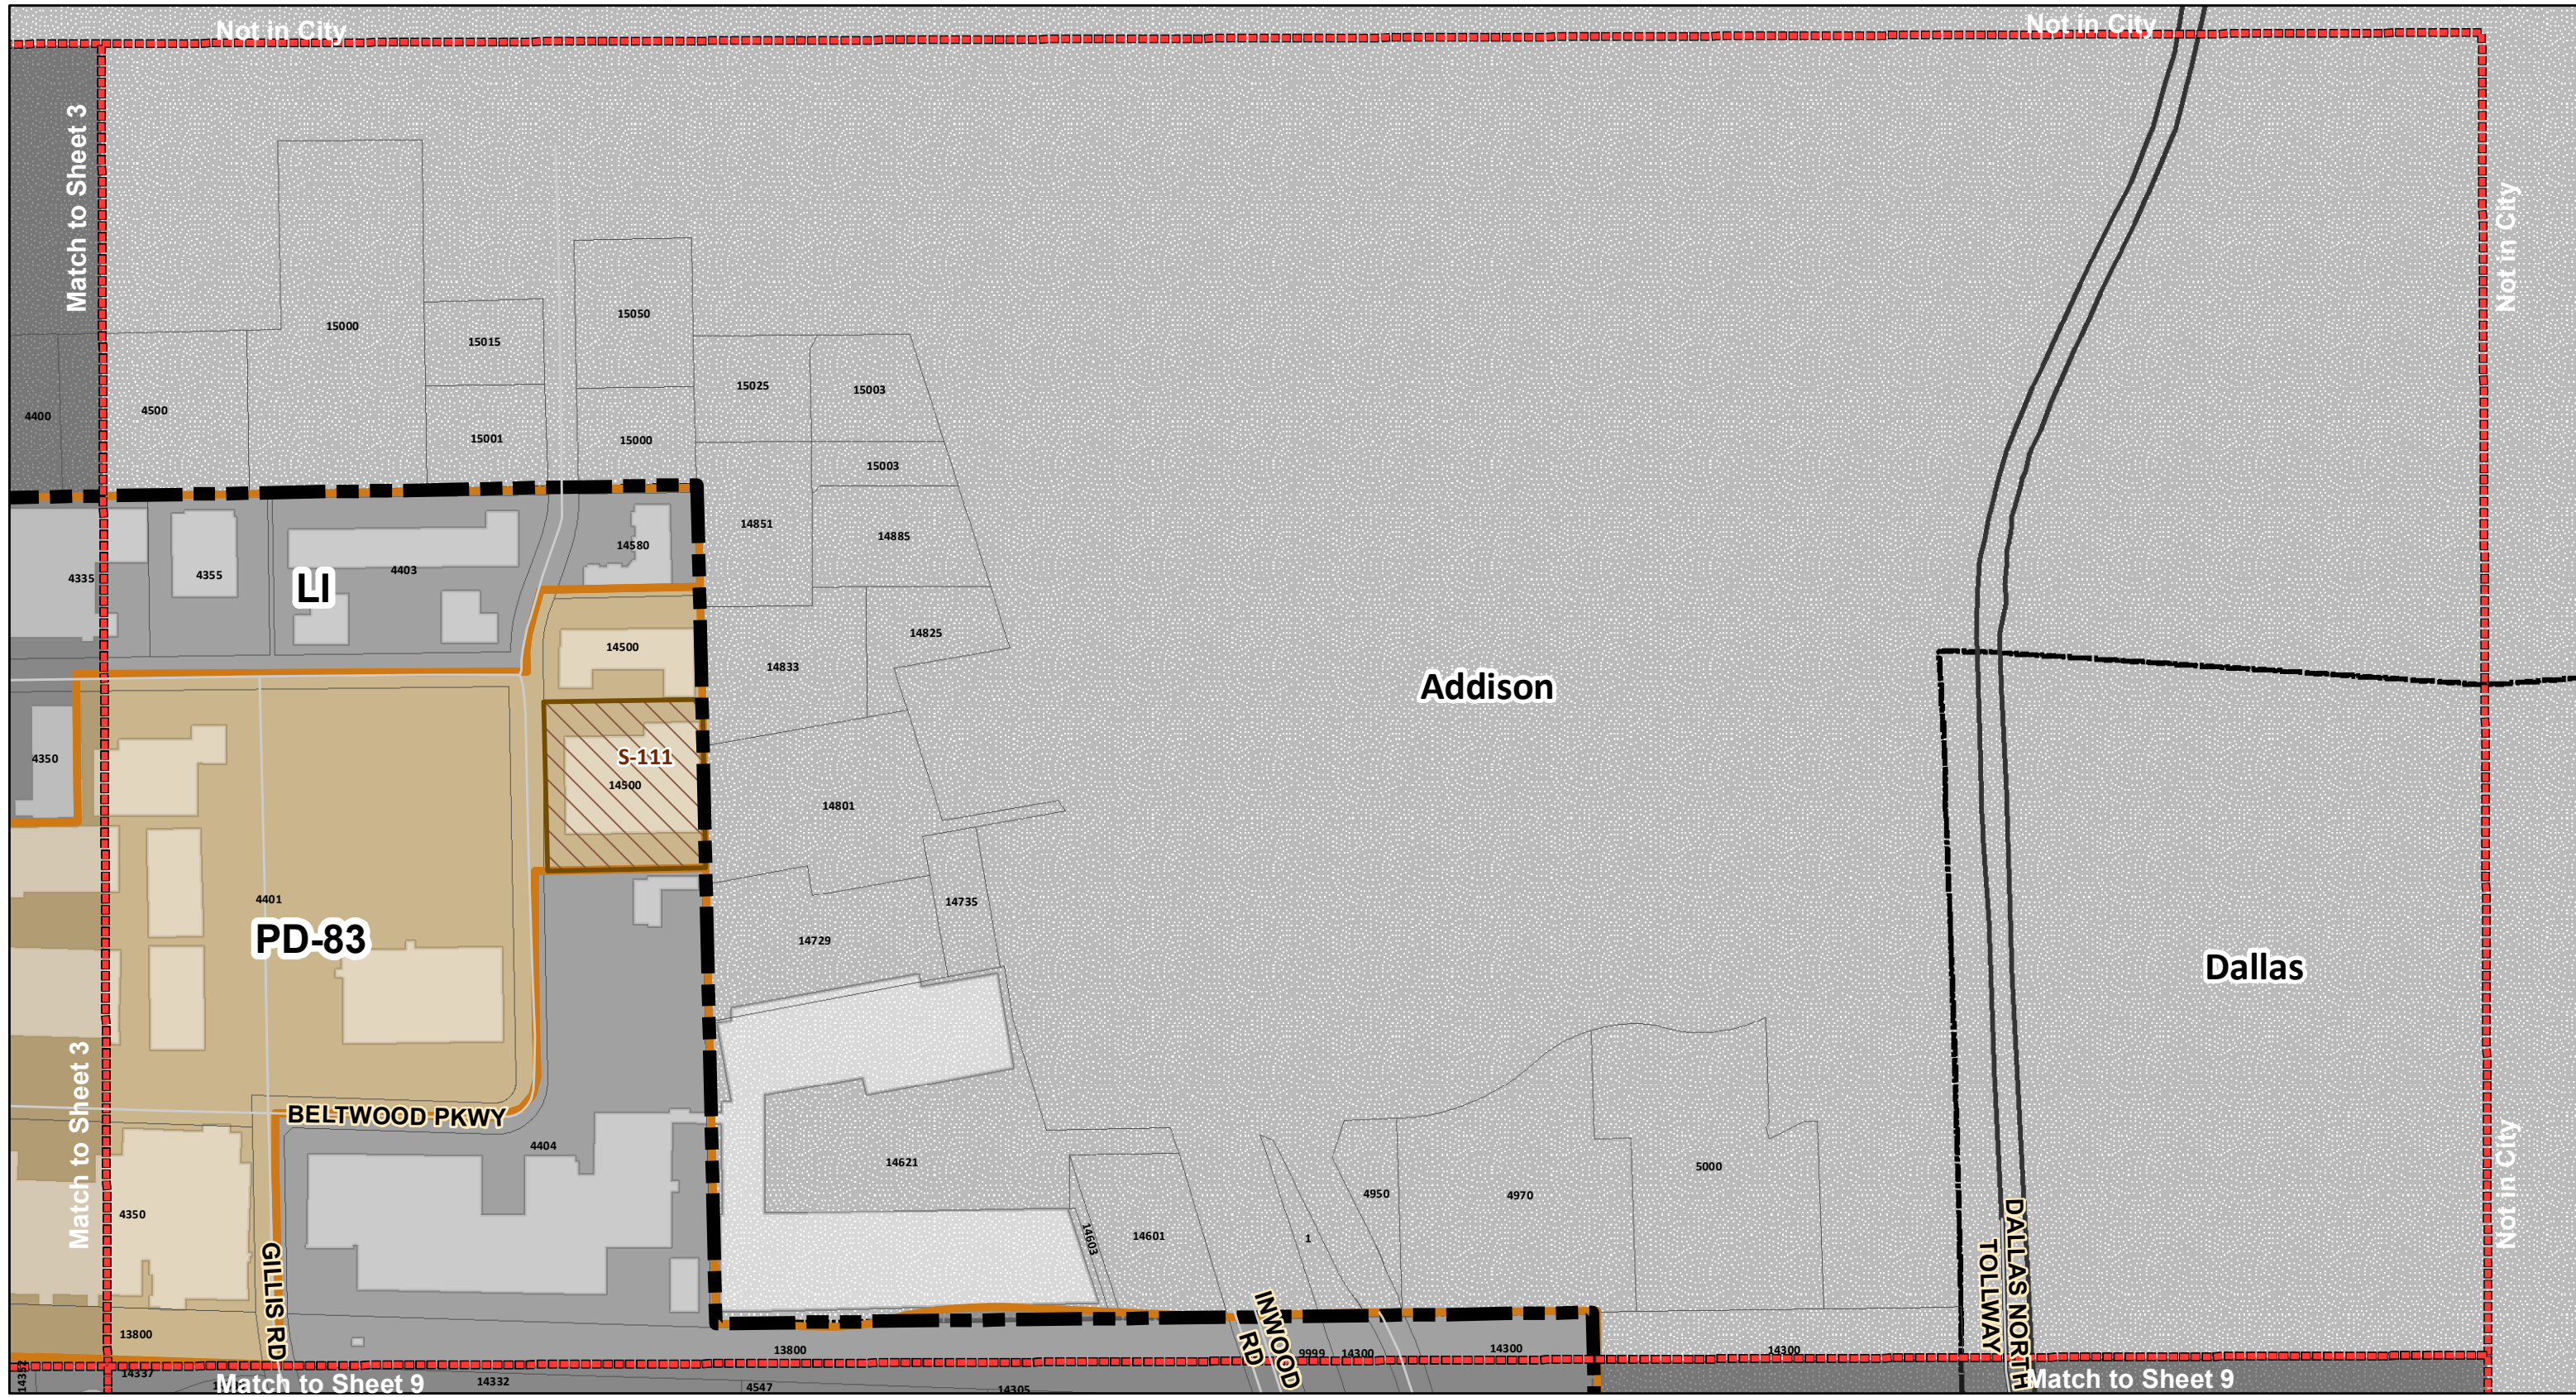 Not in City
Not in City
Match to Sheet 3
Not in City
15000
15050
15015
15025
15003
4400
4500
15001
15000
15003
14851
14885
14580
4335
4355
4403
LI
14500
14825
14833
Addison
4350
S-111
14500
14801
4401
14735
PD-83
14729
Dallas
Match to Sheet 3
BELTWOOD PKWY
4404
14621
5000
Not in City
4350
4950
4970
14603
14601
1
GILLIS RD
INWOOD
RD
DALLAS NORTH
TOLLWAY
13800
13800
9999
14300
14300
14300
14337
14332
4547
14305
Match to Sheet 9
Match to Sheet 9